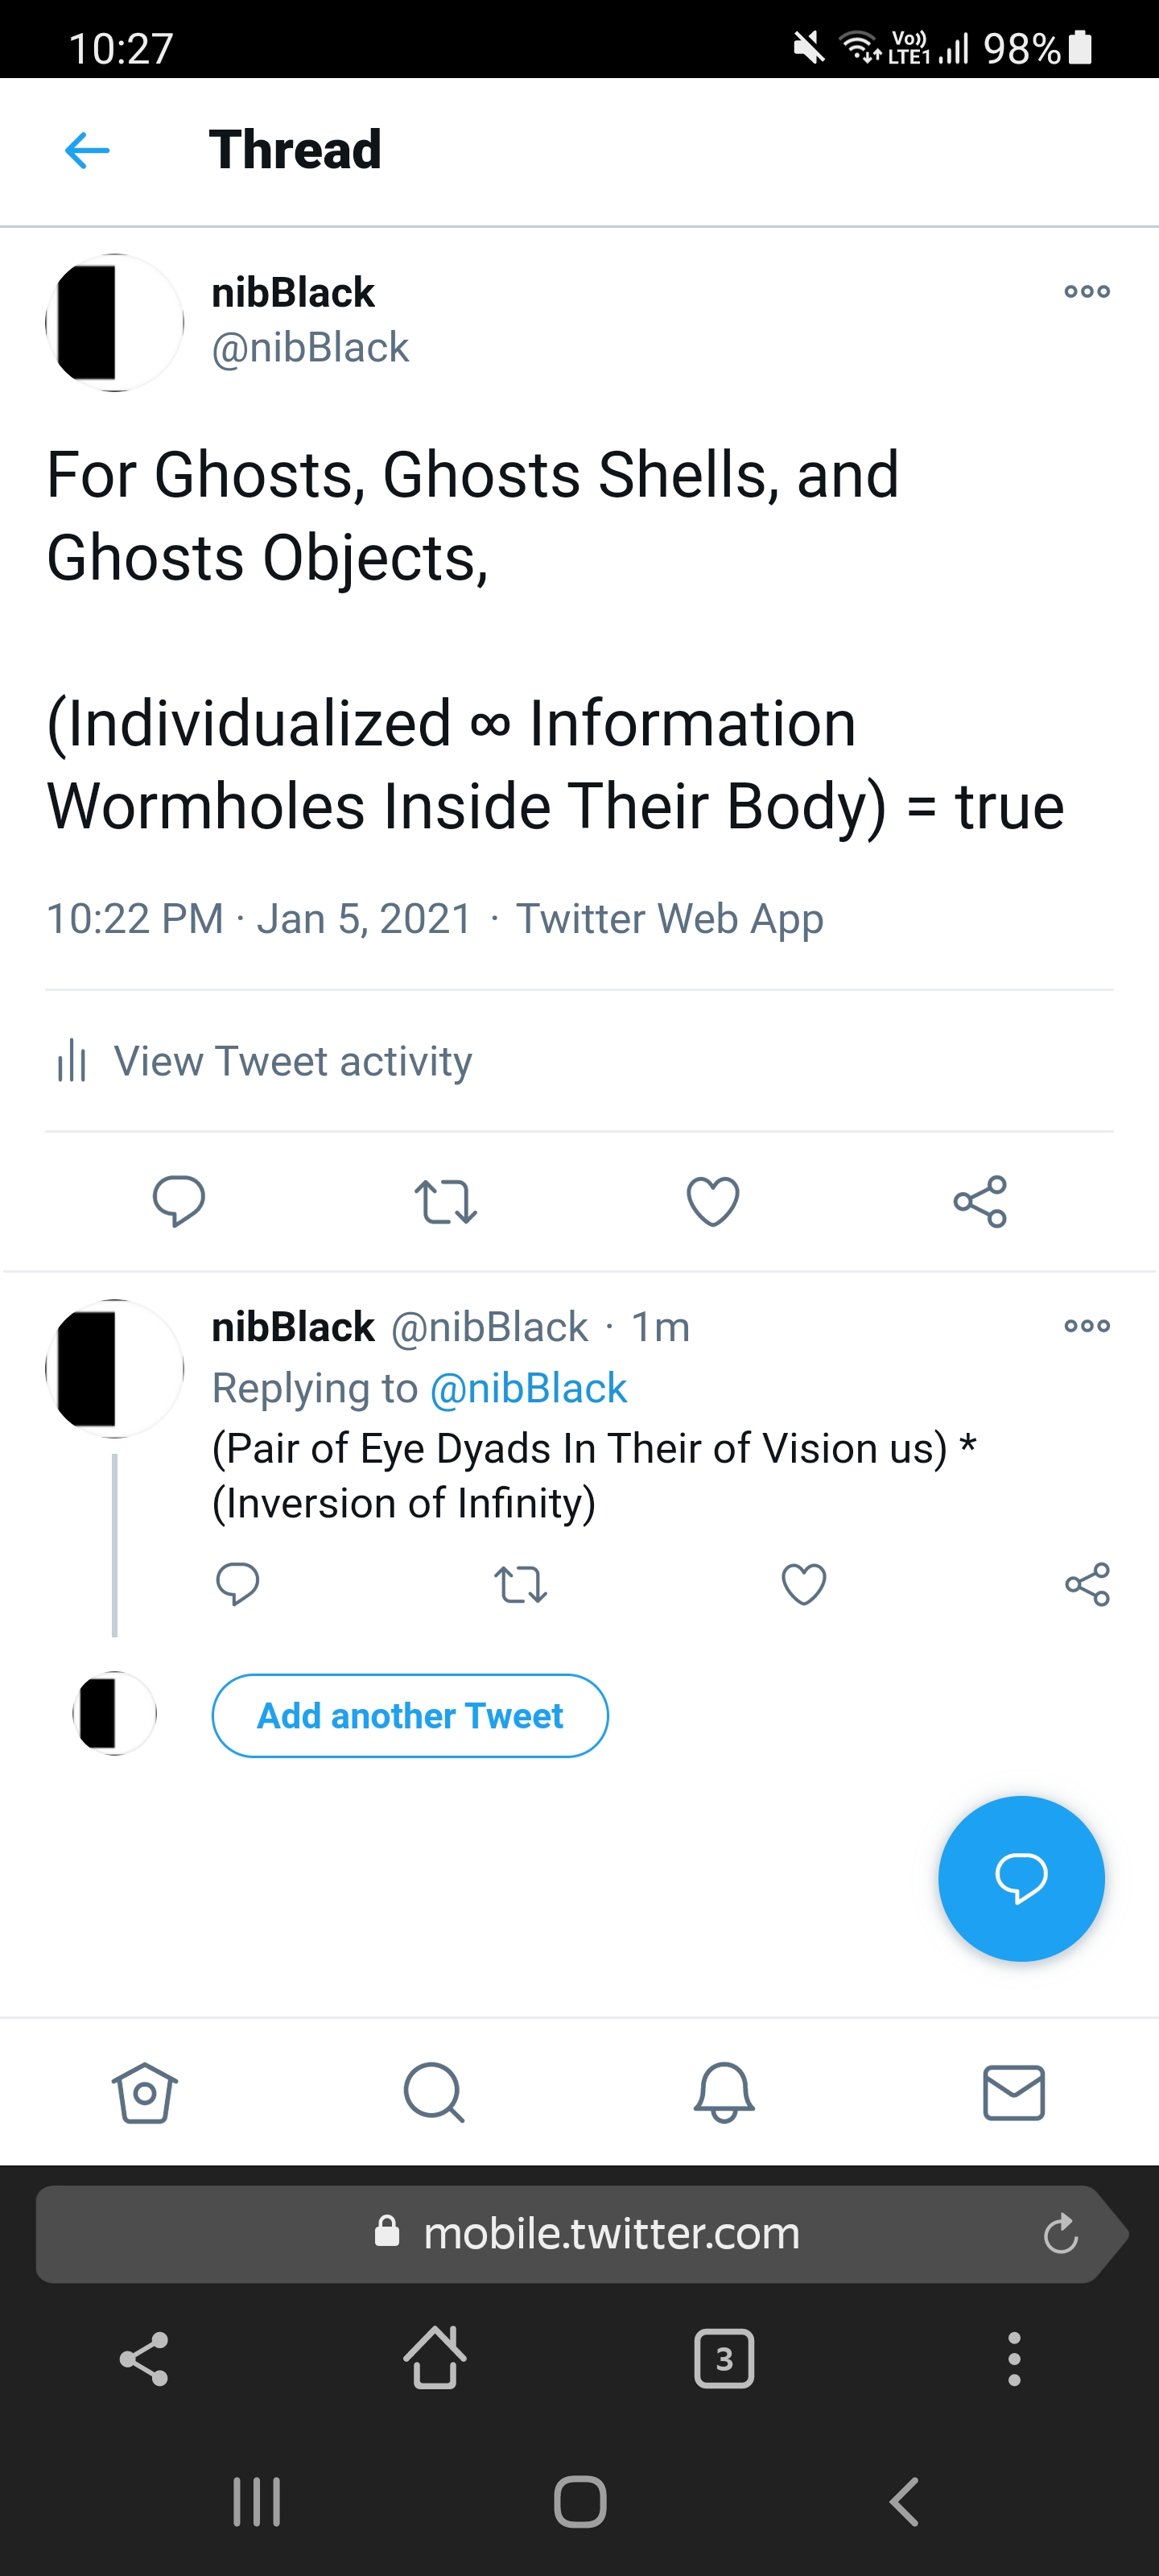 10:27
Vo)) LTE1 98%
Thread
nibBlack
@nibBlack
For Ghosts, Ghosts Shells, and
Ghosts Objects,
(Individualized ∞ Information
Wormholes Inside Their Body) = true
10:22 PM · Jan 5, 2021 · Twitter Web App
View Tweet activity
nibBlack @nibBlack · 1m
Replying to @nibBlack
(Pair of Eye Dyads In Their of Vision us) *
(Inversion of Infinity)
Add another Tweet
mobile.twitter.com
3